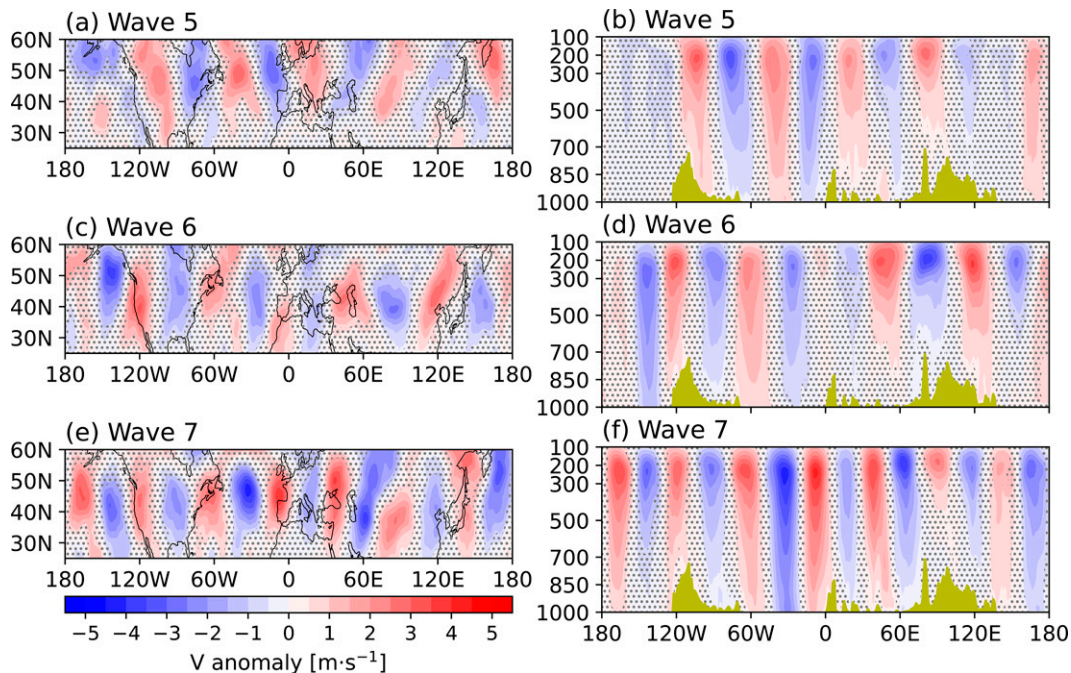 (a) Wave 5
60N
50N
40N
30N
180 120W 60W 0 60E 120E 180
(b) Wave 5
100
200
300
500
700
850
1000
(c) Wave 6
60N
50N
40N
30N
180 120W 60W 0 60E 120E 180
(d) Wave 6
100
200
300
500
700
850
1000
(e) Wave 7
60N
50N
40N
30N
180 120W 60W 0 60E 120E 180
(f) Wave 7
100
200
300
500
700
850
1000
180 120W 60W 0 60E 120E 180
−5 −4 −3 −2 −1 0 1 2 3 4 5
V anomaly [m·s⁻¹]